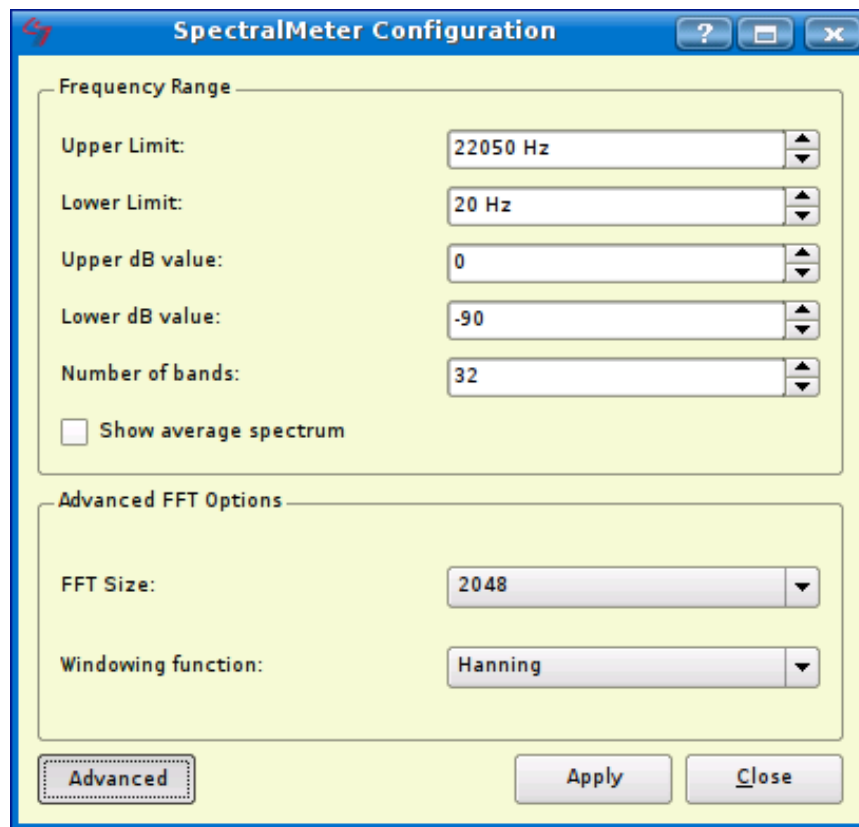 SpectralMeter Configuration
Frequency Range
Upper Limit: 22050 Hz
Lower Limit: 20 Hz
Upper dB value: 0
Lower dB value: -90
Number of bands: 32
Show average spectrum
Advanced FFT Options
FFT Size: 2048
Windowing function: Hanning
Advanced Apply Close